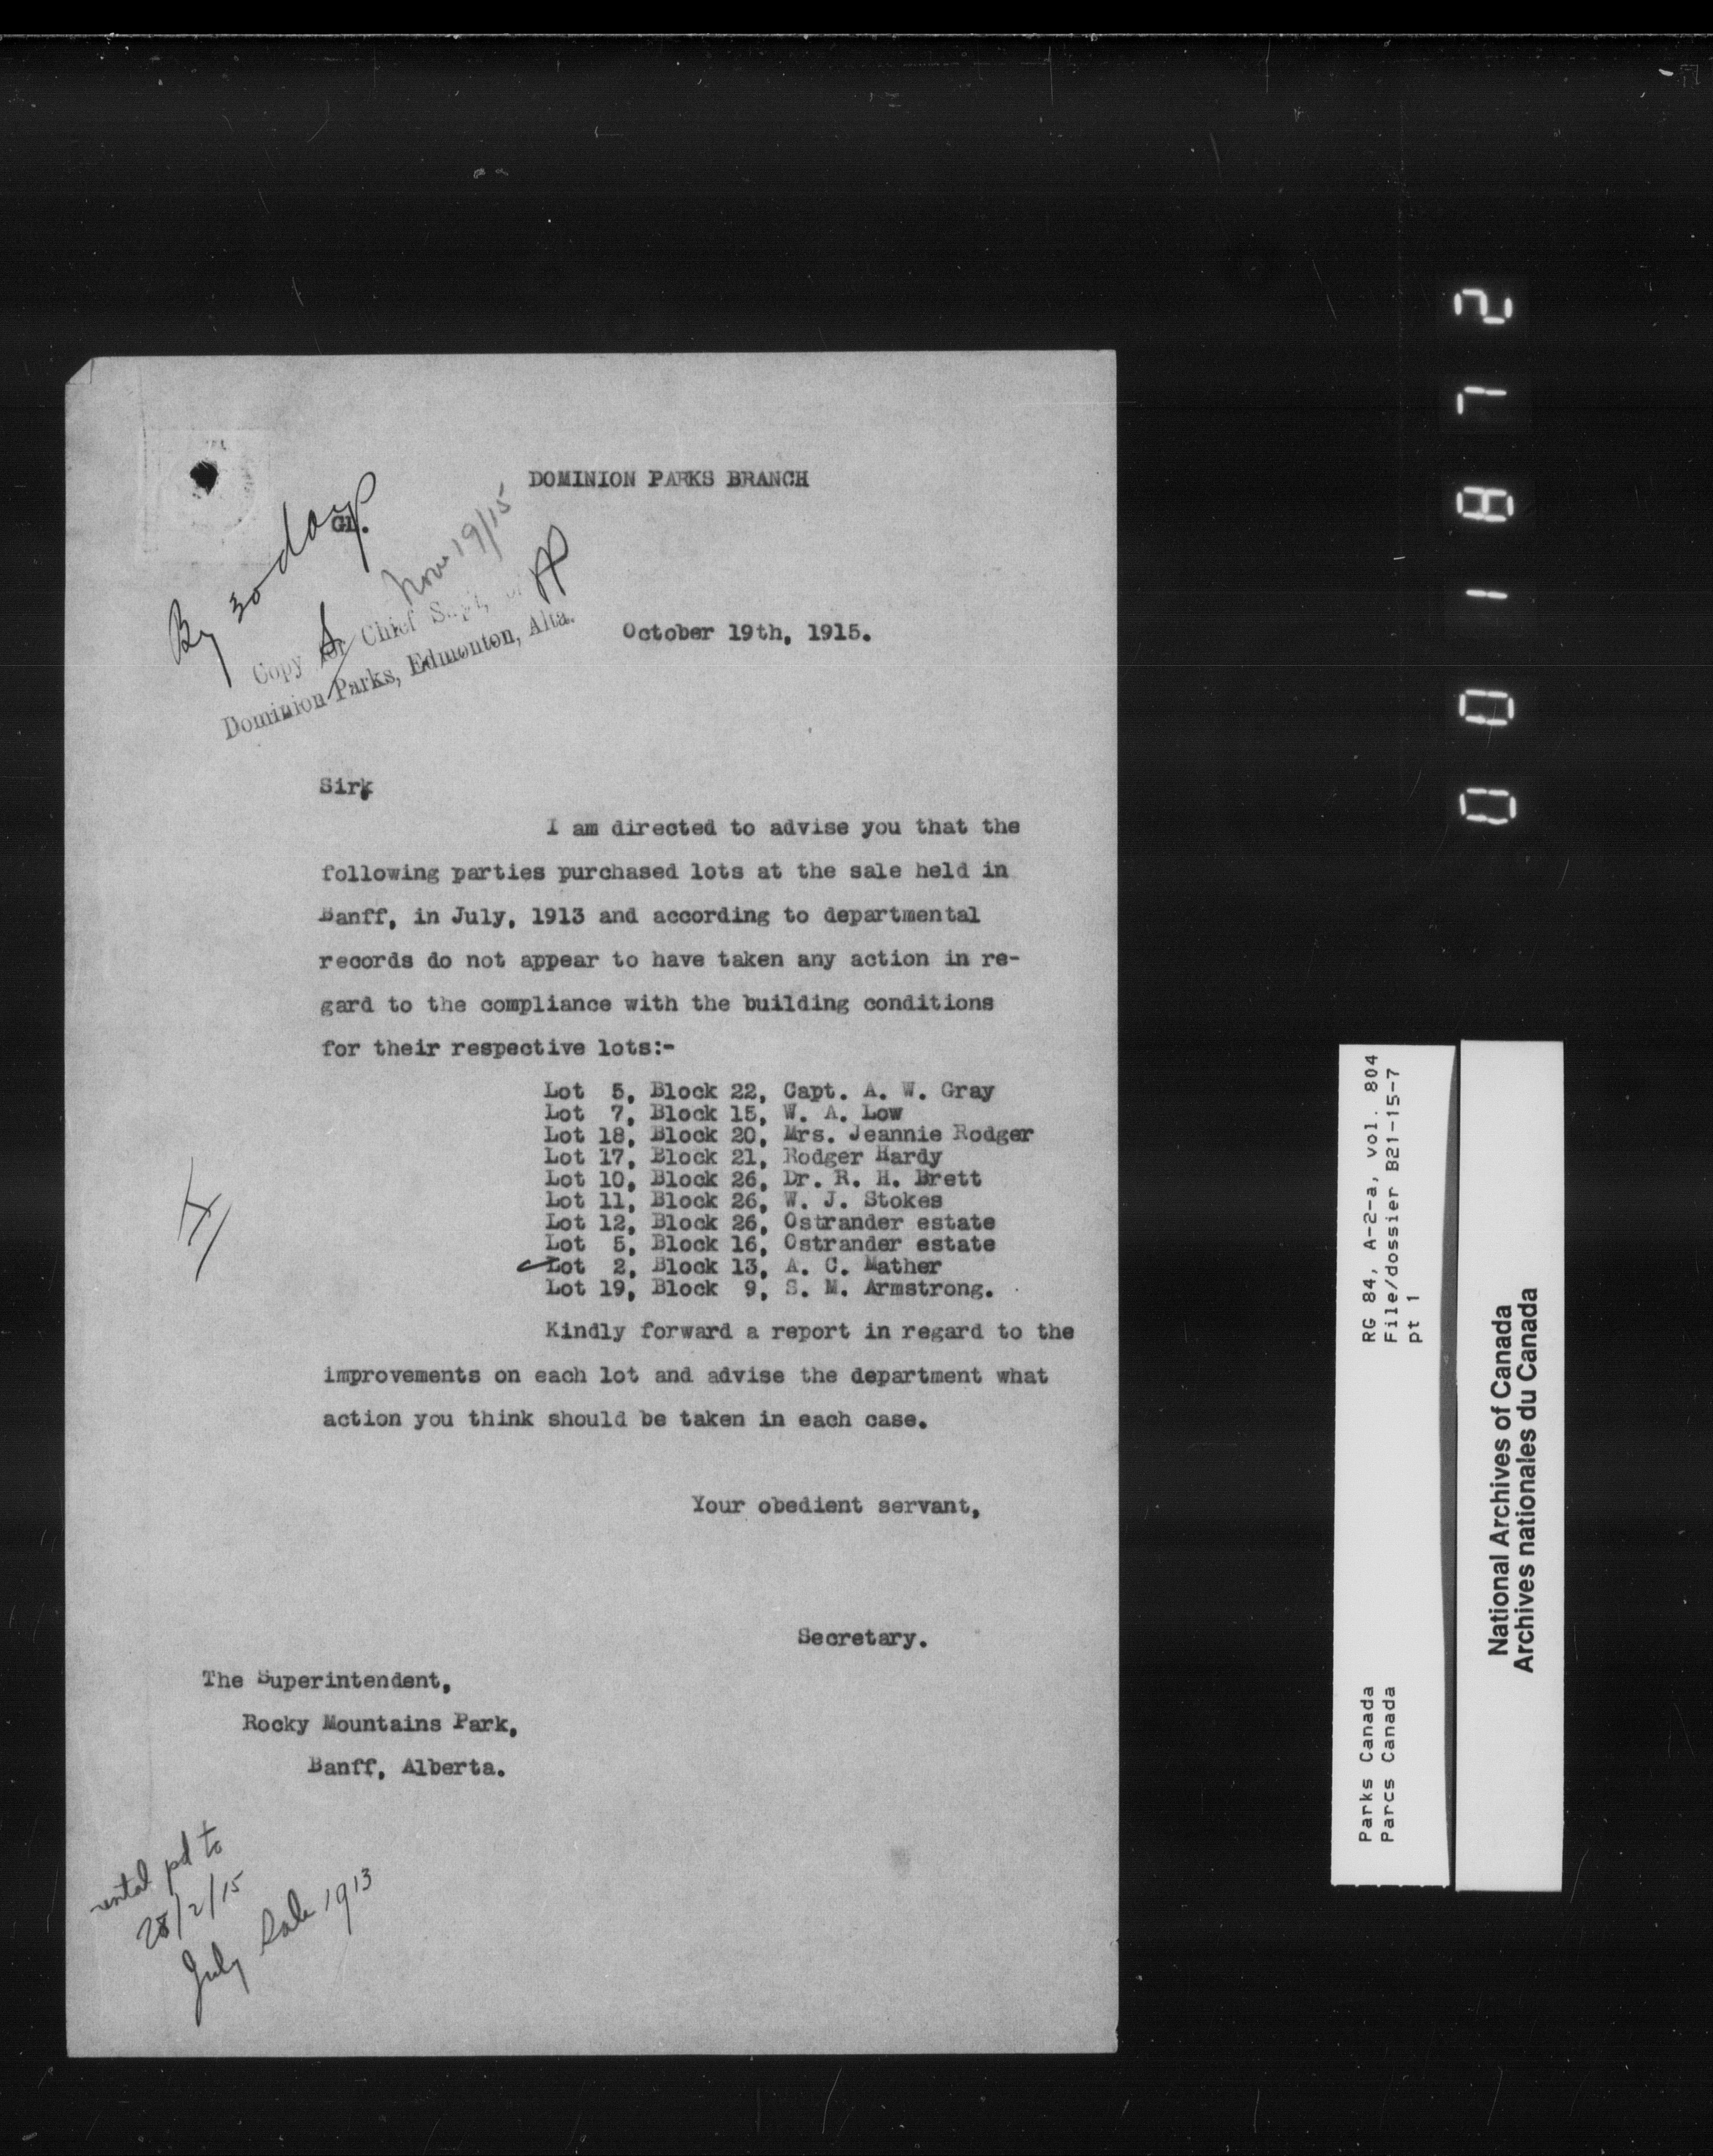 DOMINION PARKS BRANCH
GL.
By 30 days
Nov 19/15
Copy for Chief Supt, of
Dominion Parks, Edmonton, Alta.
October 19th, 1915.
Sir,
I am directed to advise you that the
following parties purchased lots at the sale held in
Banff, in July, 1913 and according to departmental
records do not appear to have taken any action in re-
gard to the compliance with the building conditions
for their respective lots:-
Lot 5, Block 22, Capt. A. W. Gray
Lot 7, Block 15, W. A. Low
Lot 18, Block 20, Mrs. Jeannie Rodger
Lot 17, Block 21, Rodger Hardy
Lot 10, Block 26, Dr. R. H. Brett
Lot 11, Block 26, W. J. Stokes
Lot 12, Block 26, Ostrander estate
Lot 5, Block 16, Ostrander estate
Lot 2, Block 13, A. C. Mather
Lot 19, Block 9, S. M. Armstrong.
Kindly forward a report in regard to the
improvements on each lot and advise the department what
action you think should be taken in each case.
Your obedient servant,
Secretary.
The Superintendent,
Rocky Mountains Park,
Banff, Alberta.
rental pd to
28/2/15
July Sale 1913
001872
RG 84, A-2-a, vol. 804
File/dossier B21-15-7
pt 1
Parks Canada
Parcs Canada
National Archives of Canada
Archives nationales du Canada